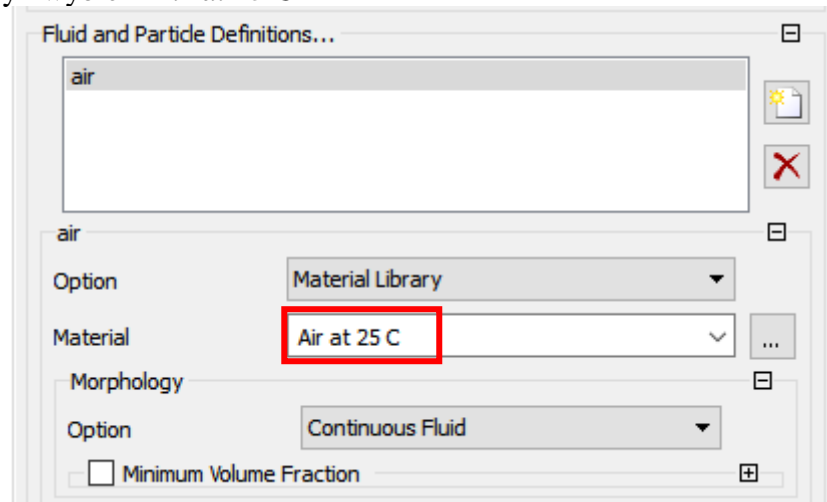 Fluid and Particle Definitions...
air
air
Option Material Library
Material Air at 25 C ...
Morphology
Option Continuous Fluid
Minimum Volume Fraction